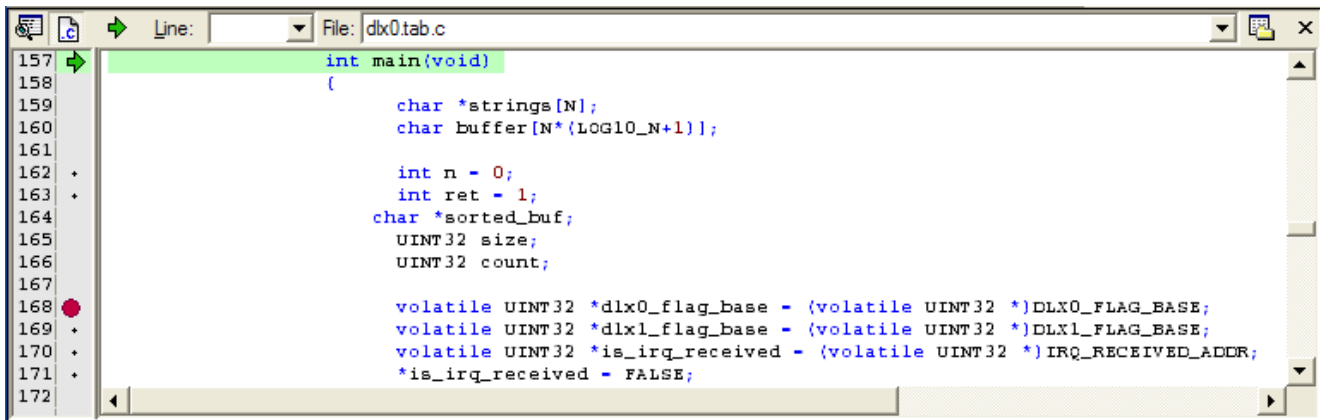 .c Line: File: dlx0.tab.c
157 int main(void)
158 {
159 char *strings[N];
160 char buffer[N*(LOG10_N+1)];
161
162 int n = 0;
163 int ret = 1;
164 char *sorted_buf;
165 UINT32 size;
166 UINT32 count;
167
168 volatile UINT32 *dlx0_flag_base = (volatile UINT32 *)DLX0_FLAG_BASE;
169 volatile UINT32 *dlx1_flag_base = (volatile UINT32 *)DLX1_FLAG_BASE;
170 volatile UINT32 *is_irq_received = (volatile UINT32 *)IRQ_RECEIVED_ADDR;
171 *is_irq_received = FALSE;
172